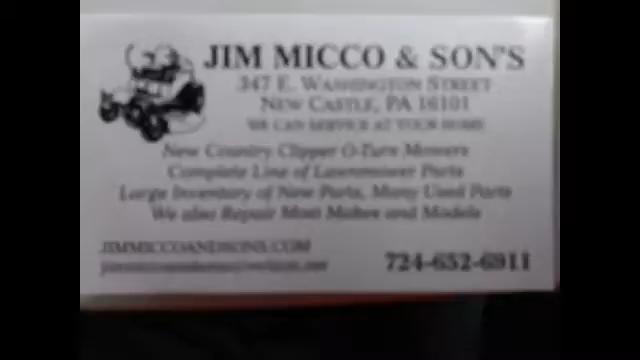 JIM MICCO & SON'S
347 E. WASHINGTON STREET
NEW CASTLE, PA 16101
WE CAN SERVICE AT YOUR HOME
New Country Clipper O-Turn Mowers
Complete Line of Lawnmower Parts
Large Inventory of New Parts, Many Used Parts
We also Repair Most Makes and Models
JIMMICCOANDSONS.COM
724-652-6911